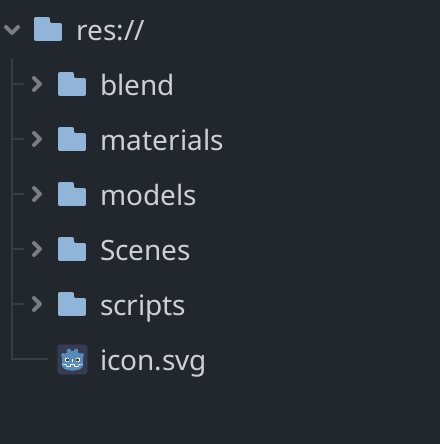 res://
blend
materials
models
Scenes
scripts
icon.svg